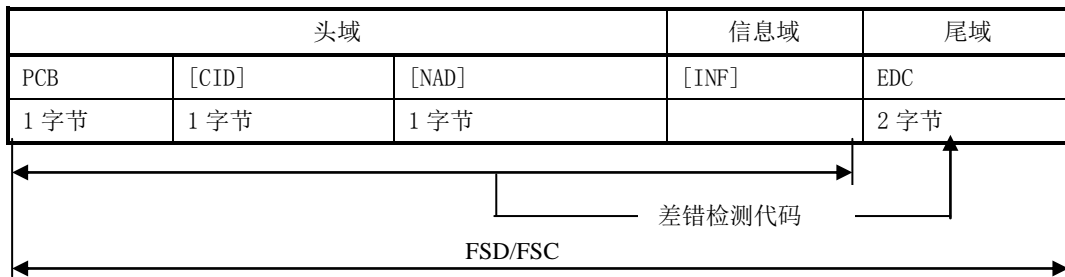 头域 信息域 尾域
PCB [CID] [NAD] [INF] EDC
1 字节 1 字节 1 字节 2 字节
差错检测代码
FSD/FSC